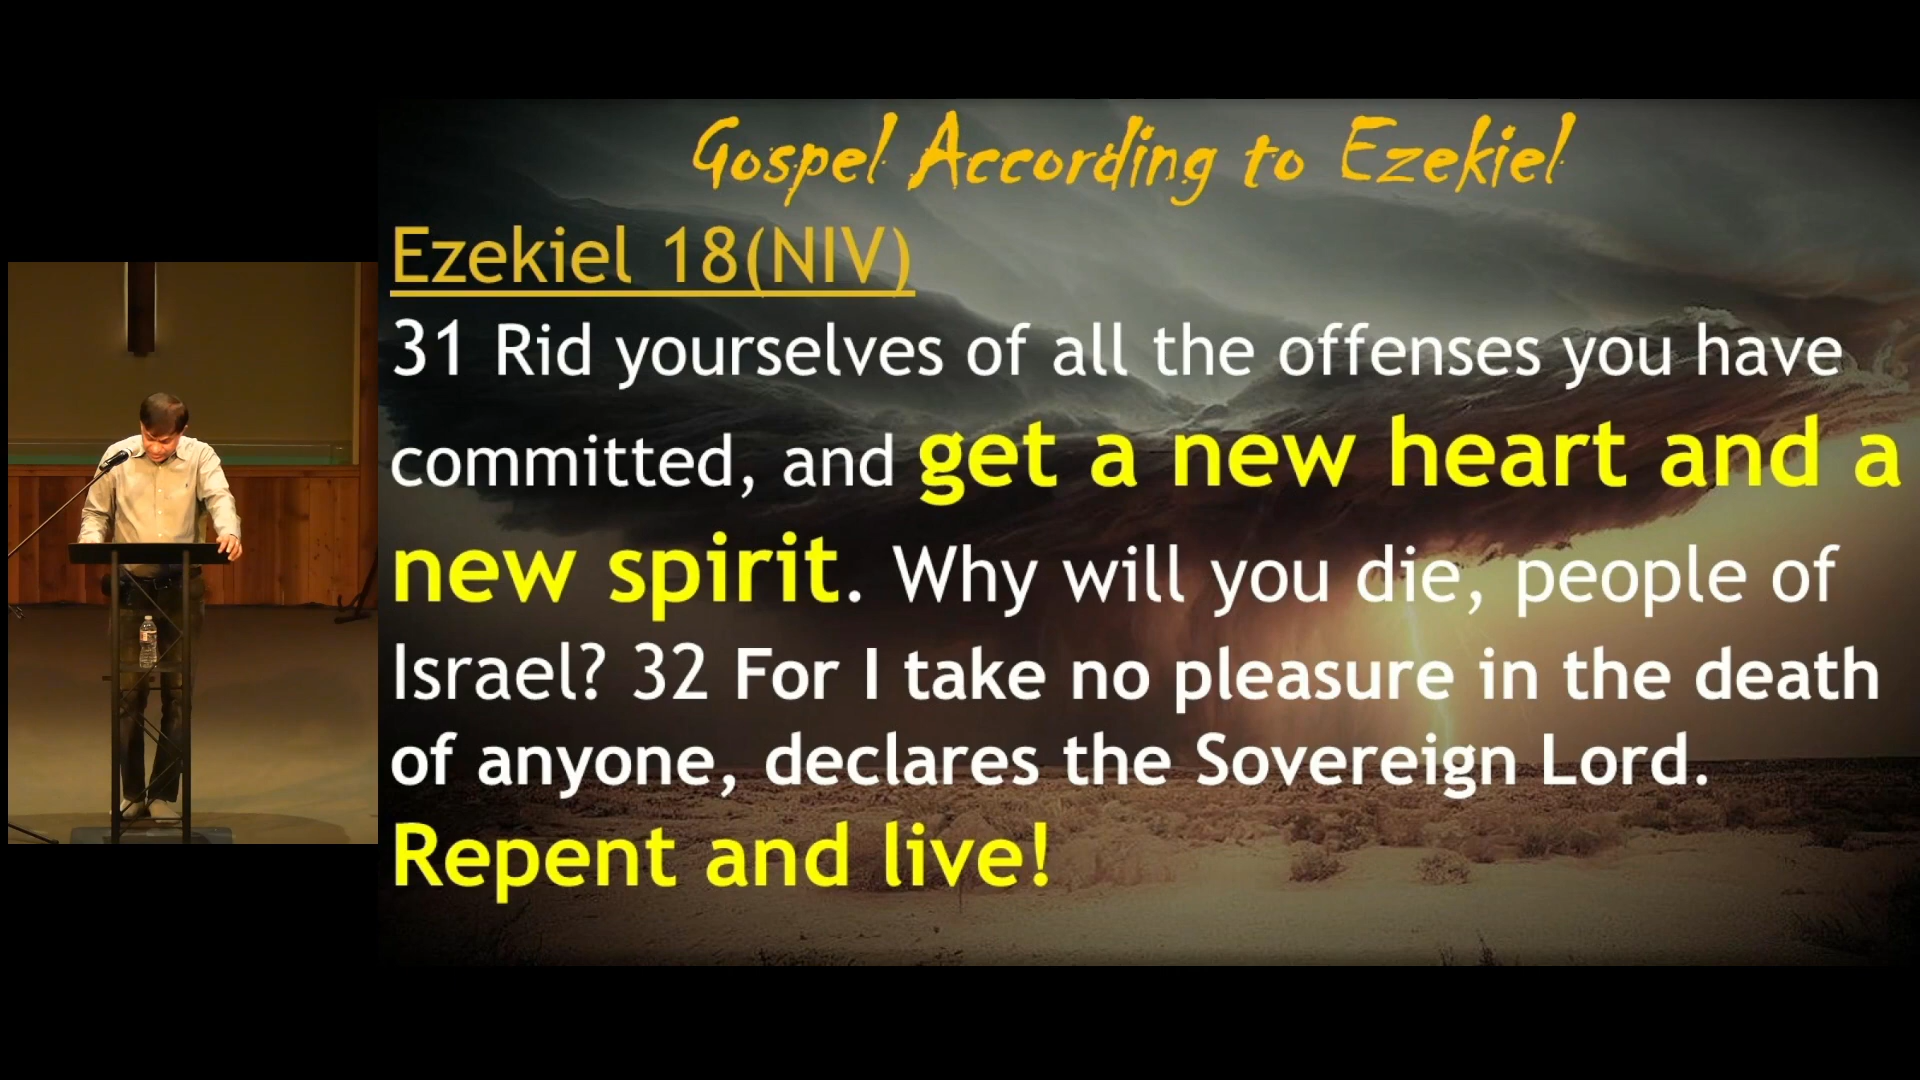 Gospel According to Ezekiel
Ezekiel 18(NIV)
31 Rid yourselves of all the offenses you have
committed, and get a new heart and a
new spirit. Why will you die, people of
Israel? 32 For I take no pleasure in the death
of anyone, declares the Sovereign Lord.
Repent and live!